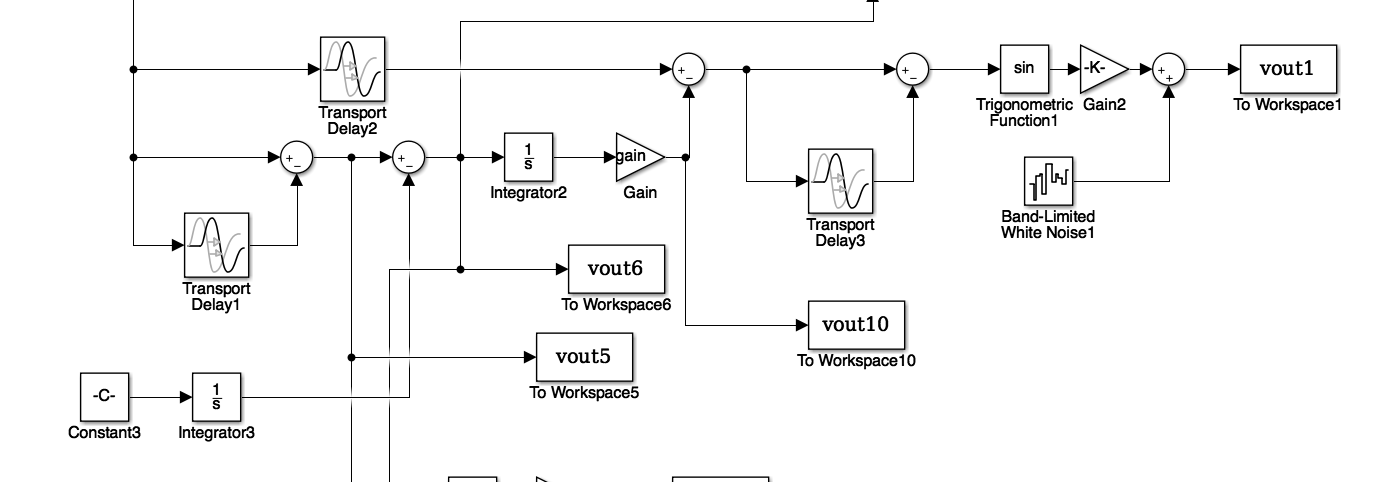 sin
-K-
vout1
Transport
Delay2
Trigonometric
Function1
Gain2
To Workspace1
1
s
gain
Integrator2
Gain
Transport
Delay3
Band-Limited
White Noise1
Transport
Delay1
vout6
To Workspace6
vout10
To Workspace10
vout5
To Workspace5
-C-
1
s
Constant3
Integrator3